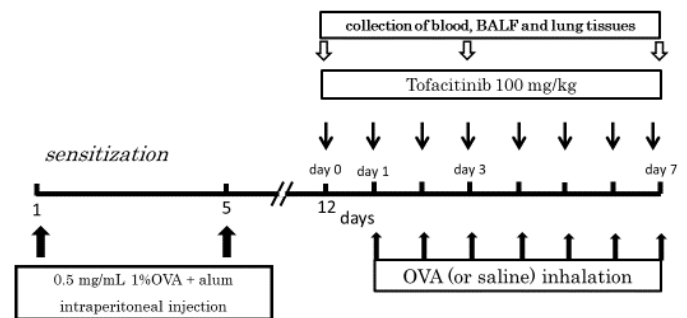 collection of blood, BALF and lung tissues
Tofacitinib 100 mg/kg
sensitization
day 0 day 1 day 3 day 7
1 5 12 days
0.5 mg/mL 1%OVA + alum
intraperitoneal injection
OVA (or saline) inhalation